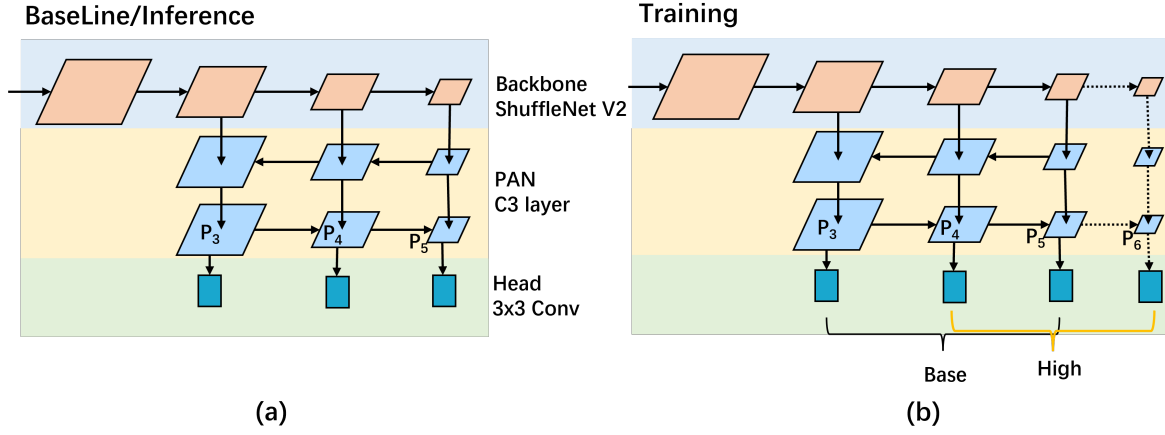 BaseLine/Inference
Backbone
ShuffleNet V2
PAN
C3 layer
P3
P4
P5
Head
3x3 Conv
(a)
Training
P3
P4
P5
P6
Base
High
(b)